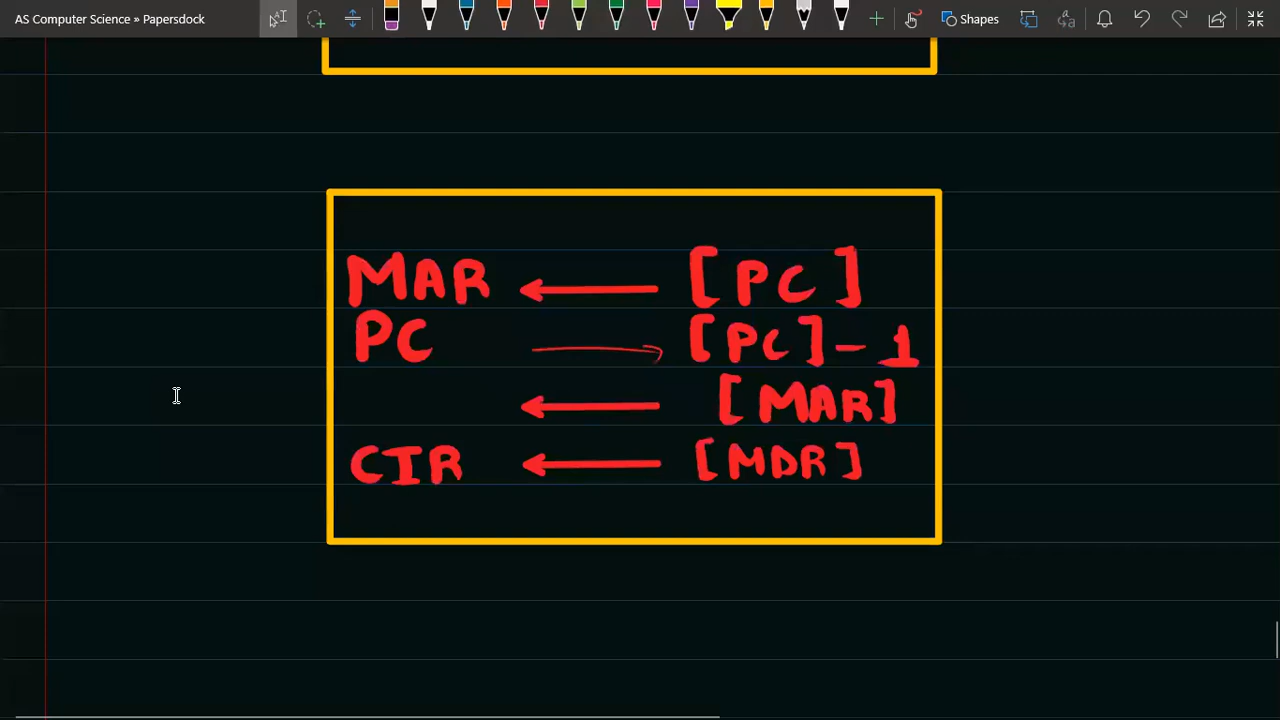 AS Computer Science » Papersdock Shapes
MAR ← [PC]
PC → [PC]-1
← [MAR]
CIR ← [MDR]